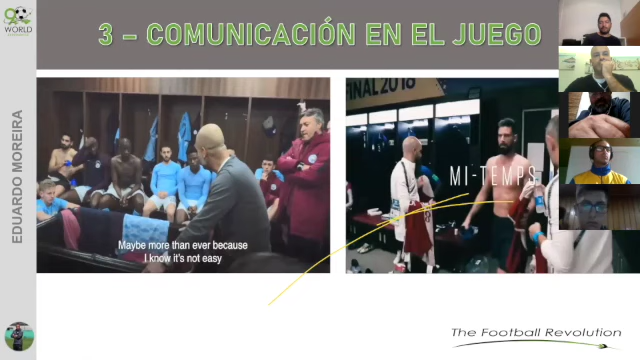 3 – COMUNICACIÓN EN EL JUEGO
WORLD
EDUARDO MOREIRA
Maybe more than ever because
I know it's not easy
FINAL 2018
MI-TEMPS
The Football Revolution